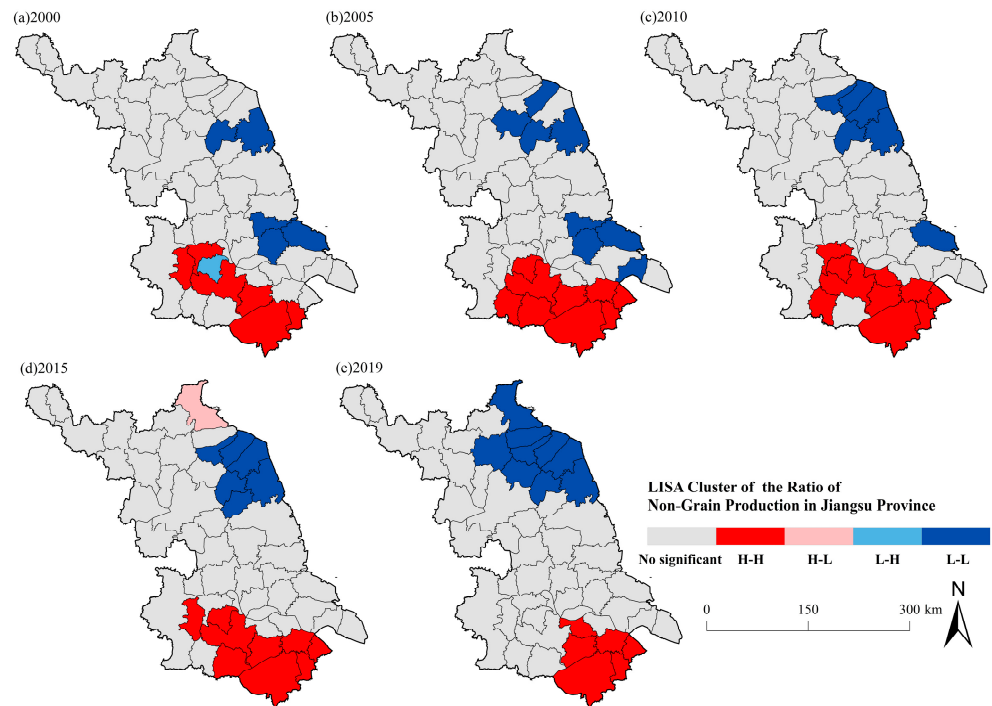 (a)2000
(b)2005
(c)2010
(d)2015
(c)2019
LISA Cluster of the Ratio of
Non-Grain Production in Jiangsu Province
No significant H-H H-L L-H L-L
N
0 150 300 km